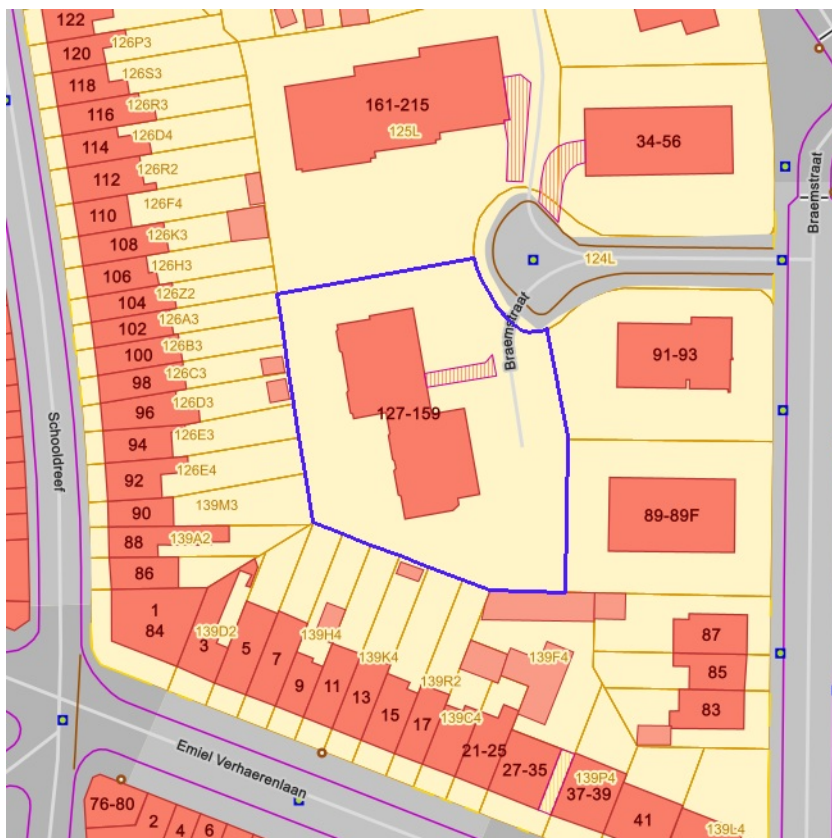 122
126P3
120
126S3
118
126R3
116
126D4
114
126R2
112
126F4
110
126K3
108
126H3
106
126Z2
104
126A3
102
126B3
100
126C3
98
126D3
96
126E3
94
126E4
92
139M3
90
139A2
88
86
1
84
161-215
125L
34-56
124L
Braemstraat
Braemstraat
91-93
127-159
89-89F
Schooldreef
139D2
3
5
7
139H4
9
11
139K4
13
15
139R2
17
139C4
139F4
21-25
27-35
87
85
83
139P4
37-39
41
139L4
Emiel Verhaerenlaan
76-80
2
4
6